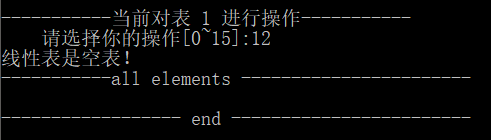 -----------当前对表 1 进行操作-----------
请选择你的操作[0~15]:12
线性表是空表!
-----------all elements -----------------------

------------------ end ------------------------